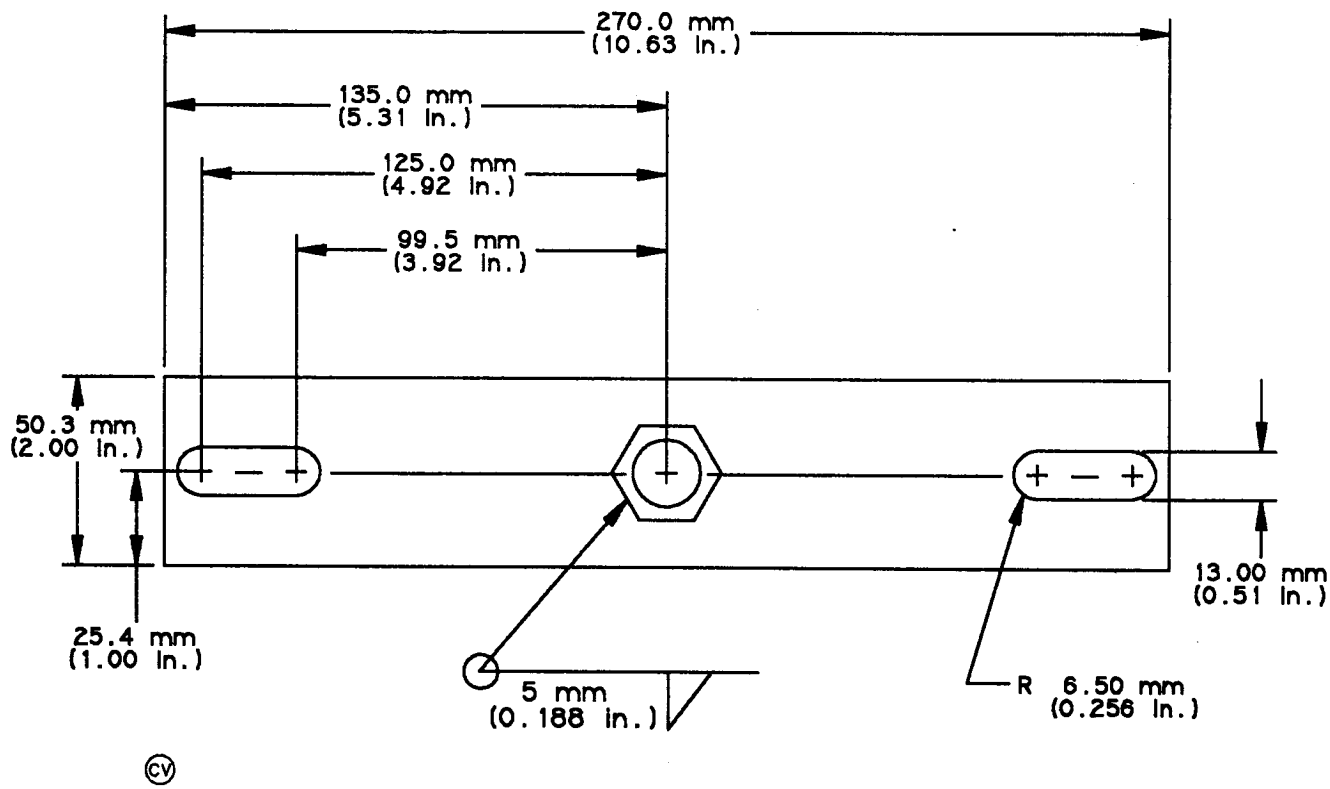 270.0 mm
(10.63 In.)
135.0 mm
(5.31 In.)
125.0 mm
(4.92 In.)
99.5 mm
(3.92 In.)
50.3 mm
(2.00 In.)
13.00 mm
(0.51 In.)
25.4 mm
(1.00 In.)
5 mm
(0.188 in.)
R 6.50 mm
(0.256 In.)
CV